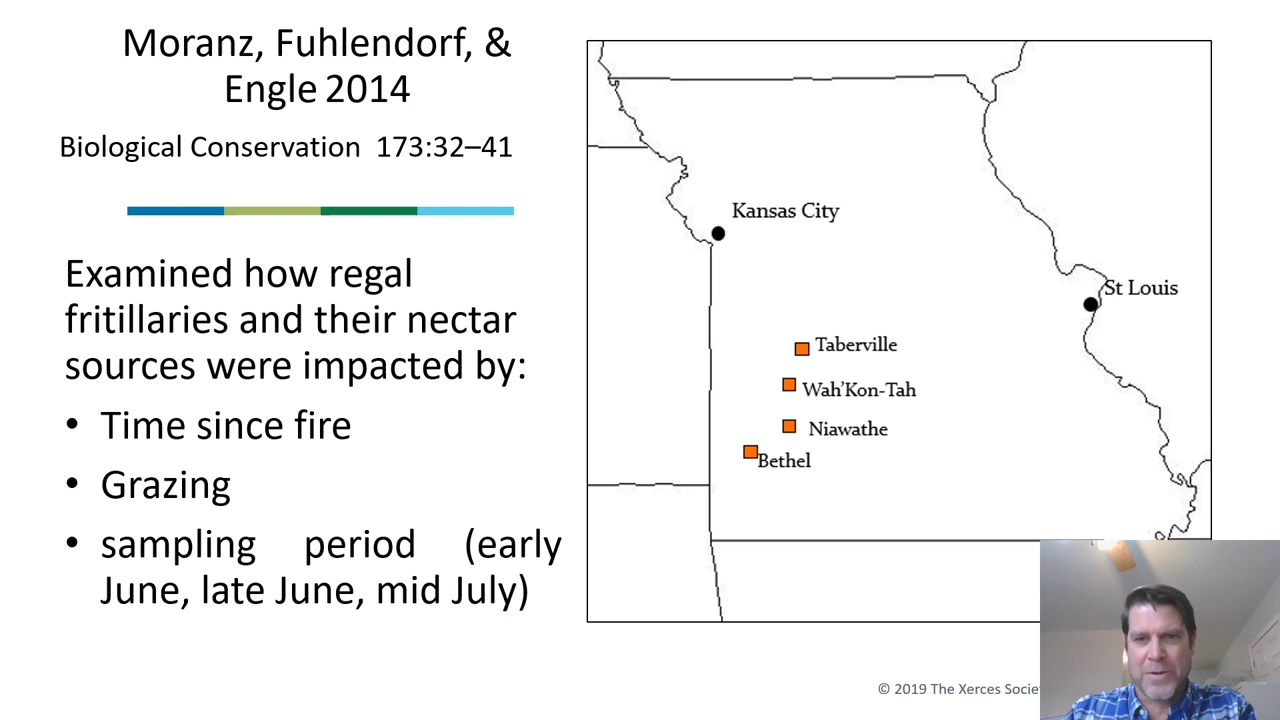 Moranz, Fuhlendorf, &
Engle 2014
Biological Conservation 173:32–41
Examined how regal
fritillaries and their nectar
sources were impacted by:
• Time since fire
• Grazing
• sampling period (early
June, late June, mid July)
Kansas City
St Louis
Taberville
Wah'Kon-Tah
Niawathe
Bethel
© 2019 The Xerces